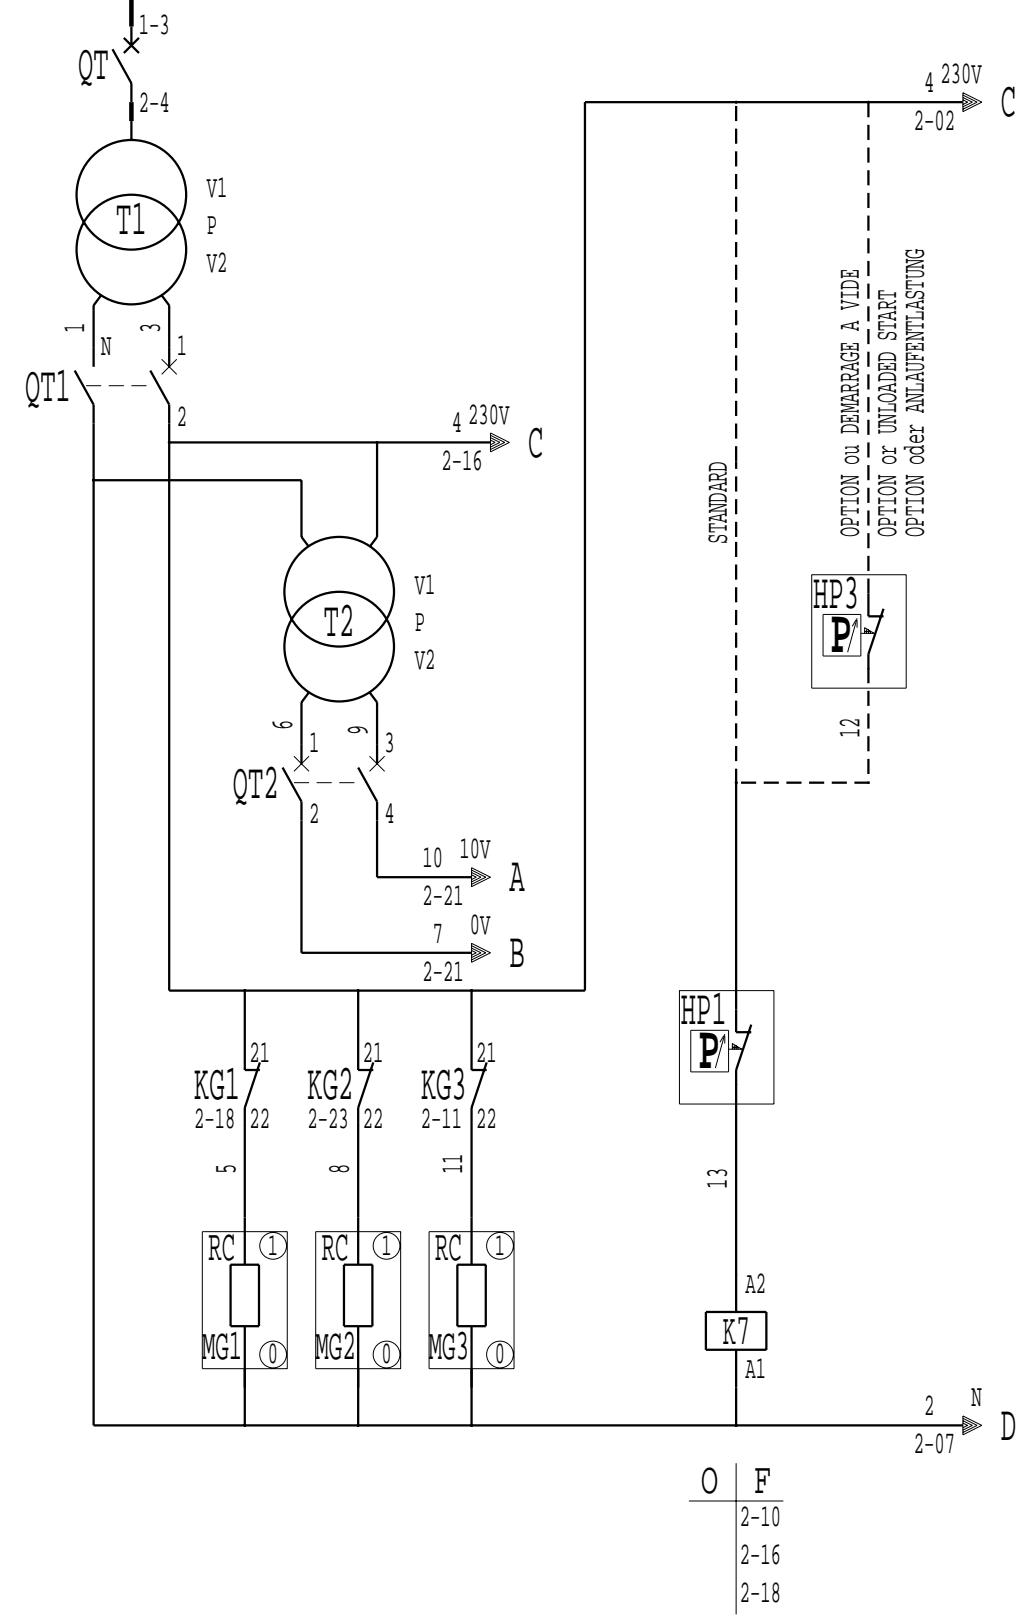 1-3
QT
2-4
4 230V
2-02
C
T1
V1
P
V2
1
N
3
1
QT1
2
4 230V
2-16
C
STANDARD
OPTION ou DEMARRAGE A VIDE
OPTION or UNLOADED START
OPTION oder ANLAUFENTLASTUNG
T2
V1
P
V2
HP3
P
12
6
1
9
3
QT2
2
4
10 10V
2-21
A
7 0V
2-21
B
HP1
P
21
KG1
2-18
22
21
KG2
2-23
22
21
KG3
2-11
22
5
8
11
13
RC 1
MG1 0
RC 1
MG2 0
RC 1
MG3 0
A2
K7
A1
2 N
2-07
D
O F
2-10
2-16
2-18